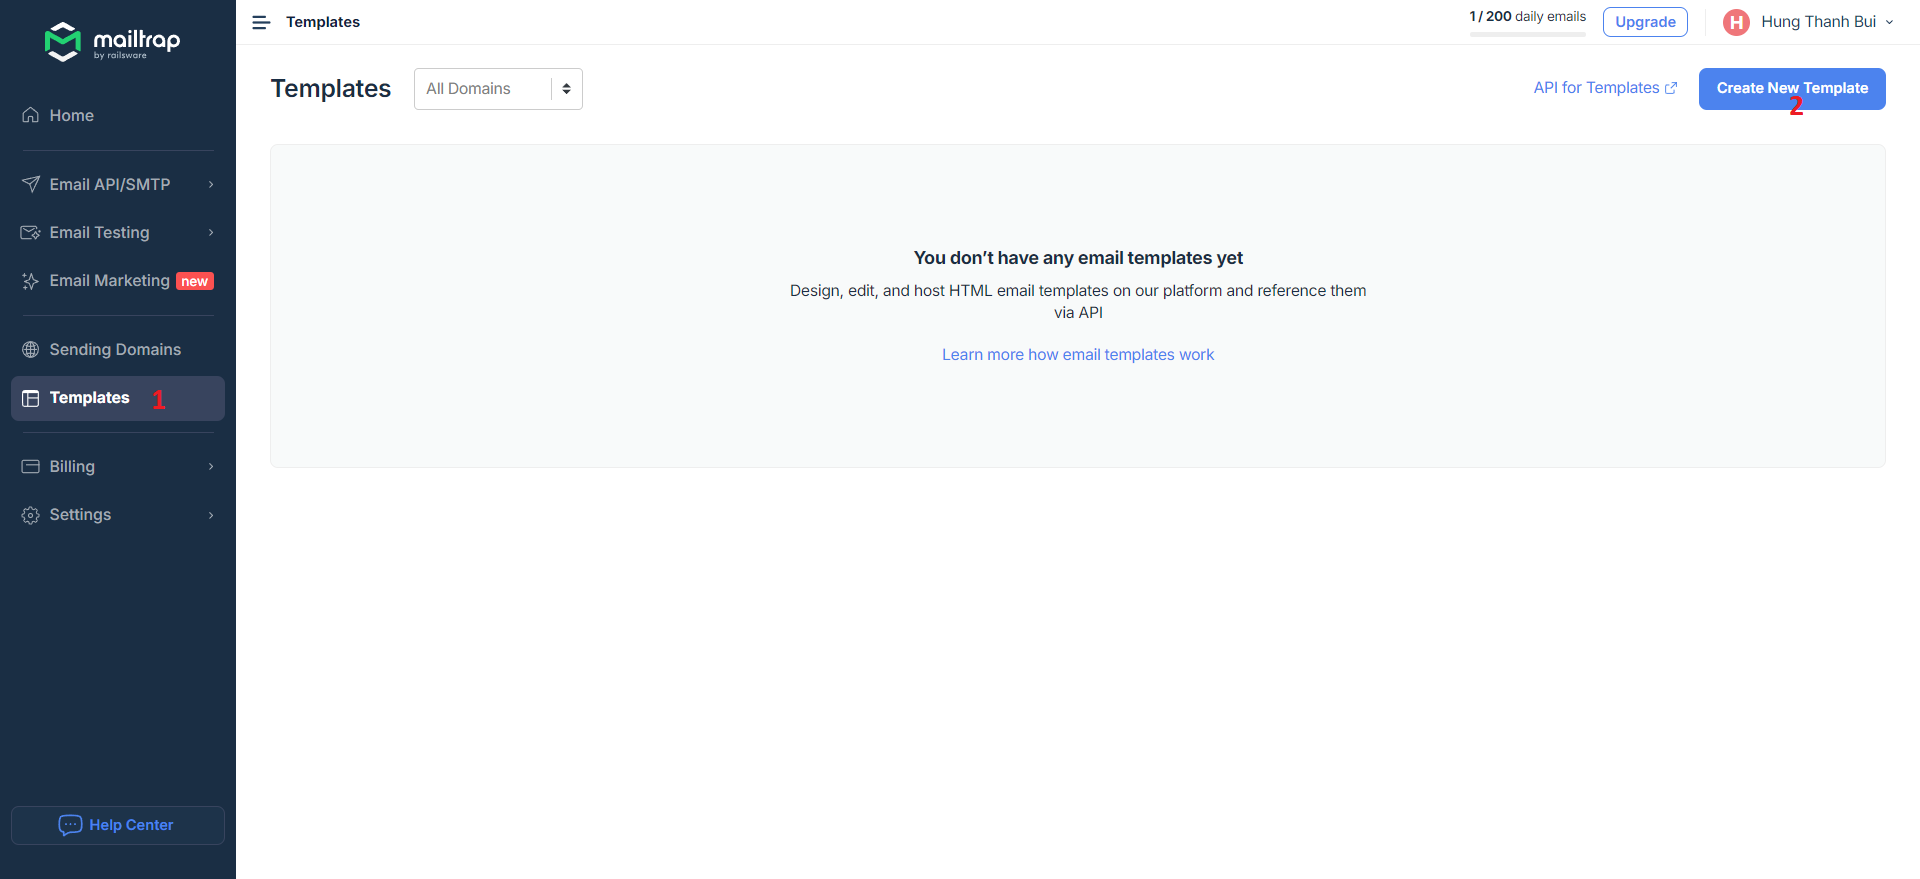 mailtrap
by railsware
Home
Email API/SMTP
Email Testing
Email Marketing new
Sending Domains
Templates 1
Billing
Settings
Help Center
Templates
1 / 200 daily emails
Upgrade
H Hung Thanh Bui
Templates
All Domains
API for Templates
Create New Template
2
You don’t have any email templates yet
Design, edit, and host HTML email templates on our platform and reference them
via API
Learn more how email templates work